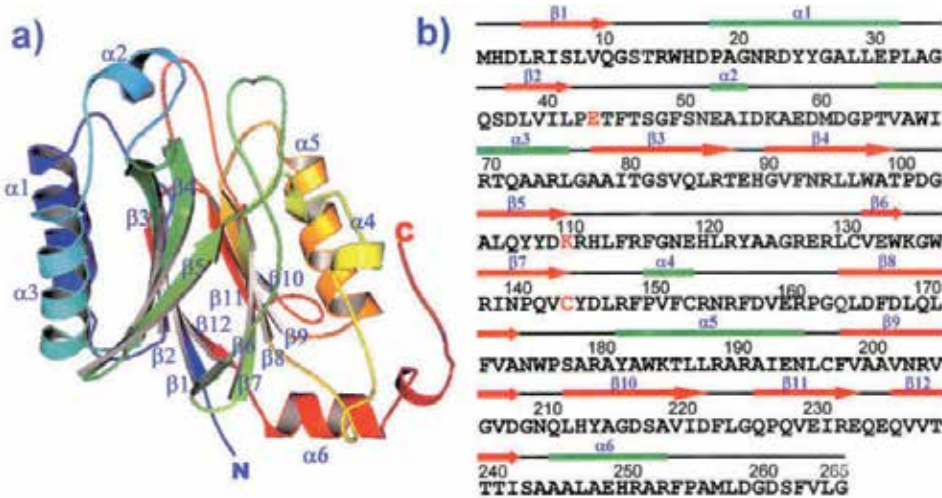 a)
α2
α1
α3
β3
β4
β5
α5
α4
C
β10
β11
β12
β9
β2
β6
β8
β1
β7
α6
N
b)
β1 α1
10 20 30
MHDLRISLVQGSTRWHDPAGNRDYYGALLEPLAG
β2 α2
40 50 60
QSDLVILPETFTSGFSNEAIDKAEDMDGPTVAWI
70 α3 80 β3 90 β4 100
RTQAARLGAAITGSVQLRTEHGVFNRLLWATPDG
β5 110 120 130 β6
ALQYYDKRHLFRFGNEHLRYAAGRERLCVEWKGW
β7 140 150 α4 160 β8 170
RINPQVCYDLRFPVFCRNRFDVERPGQLDFDLQL
180 α5 190 200 β9
FVANWPSARAYAWKTLLRARAIENLCFVAAVNRV
210 β10 220 β11 230 β12
GVDGNQLHYAGDSAVIDFLGQPQVEIREQEQVVT
240 α6 250 260 265
TTISAAALAEHRARFPAMLDGDSFVLG